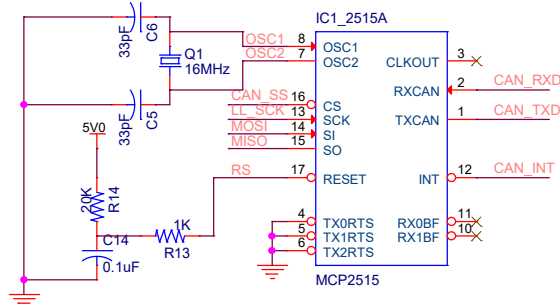 IC1_2515A
C6
33pF
Q1
16MHz
OSC1
8
OSC1
OSC2
7
OSC2
CLKOUT
3
RXCAN
2
CAN_RXD
C5
33pF
CAN_SS
16
CS
LL_SCK
13
SCK
TXCAN
1
CAN_TXD
MOSI
14
SI
MISO
15
SO
5V0
RS
17
RESET
INT
12
CAN_INT
20K
R14
C14
0.1uF
1K
R13
4
TX0RTS
RX0BF
11
5
TX1RTS
RX1BF
10
6
TX2RTS
MCP2515